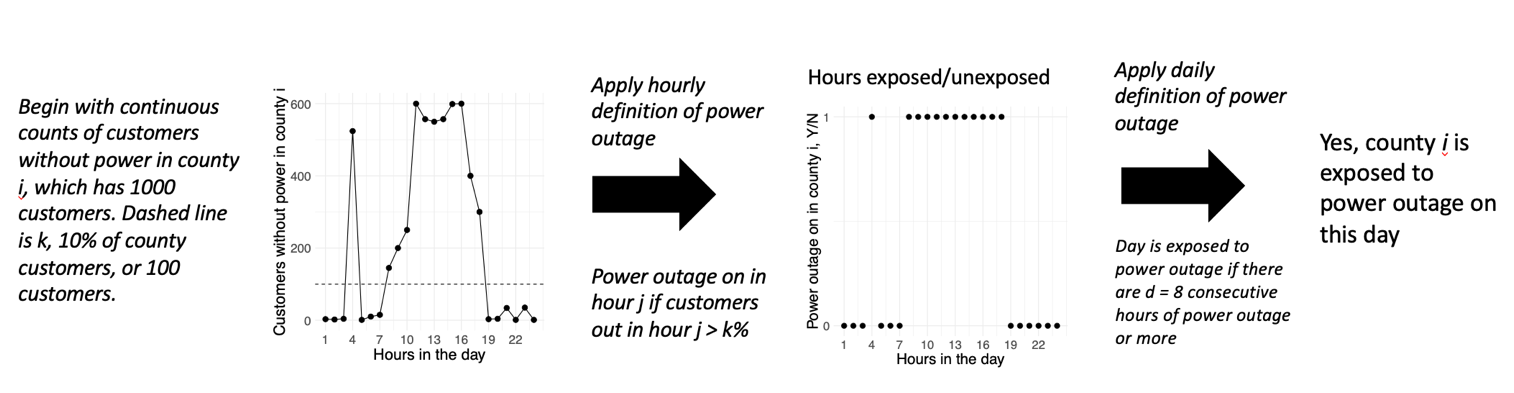 Begin with continuous
counts of customers
without power in county
i, which has 1000
customers. Dashed line
is k, 10% of county
customers, or 100
customers.
Customers without power in county i
600
400
200
0
1 4 7 10 13 16 19 22
Hours in the day
Apply hourly
definition of power
outage
Power outage on in
hour j if customers
out in hour j > k%
Hours exposed/unexposed
Power outage on in county i, Y/N
1
0
1 4 7 10 13 16 19 22
Hours in the day
Apply daily
definition of power
outage
Day is exposed to
power outage if there
are d = 8 consecutive
hours of power outage
or more
Yes, county i is
exposed to
power outage on
this day